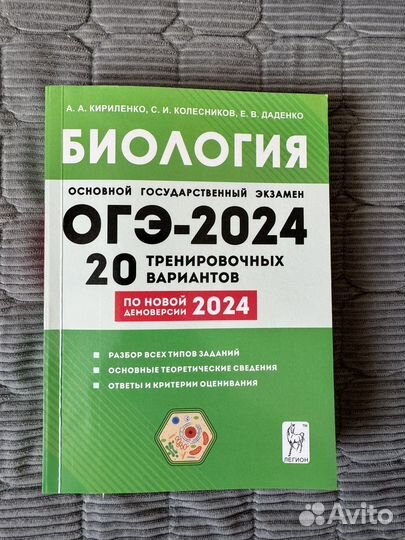 А. А. КИРИЛЕНКО, С. И. КОЛЕСНИКОВ, Е. В. ДАДЕНКО
БИОЛОГИЯ
ОСНОВНОЙ ГОСУДАРСТВЕННЫЙ ЭКЗАМЕН
ОГЭ-2024
20 ТРЕНИРОВОЧНЫХ
ВАРИАНТОВ
ПО НОВОЙ
ДЕМОВЕРСИИ 2024
РАЗБОР ВСЕХ ТИПОВ ЗАДАНИЙ
ОСНОВНЫЕ ТЕОРЕТИЧЕСКИЕ СВЕДЕНИЯ
ОТВЕТЫ И КРИТЕРИИ ОЦЕНИВАНИЯ
ЛЕГИОН
Avito